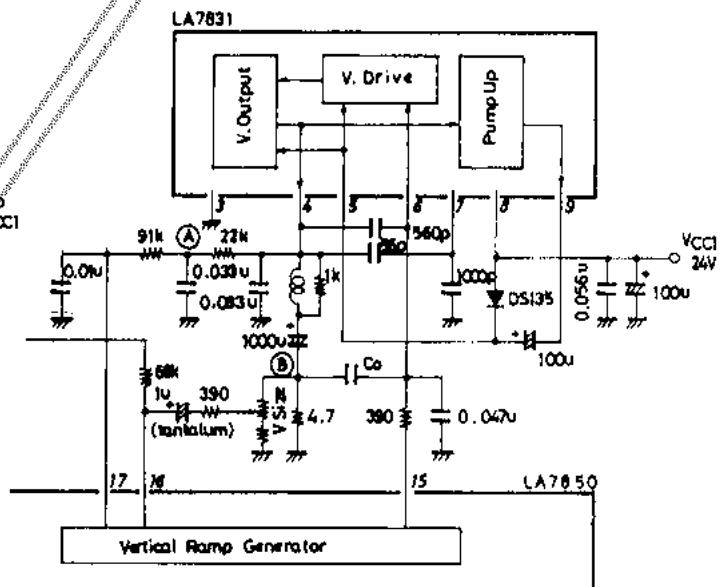 LA7831
V. Output
V. Drive
Pump Up
3 4 5 6 7 8 9
CC1
91k
A
22k
560p
VCC1
24V
0.01u
0.033u
0.033u
1k
1000p
DS135
0.056u
100u
1000u
100u
B
Co
68k
1u
390
V Size
4.7
390
0.047u
(tantalum)
17 16 15
LA7850
Vertical Ramp Generator